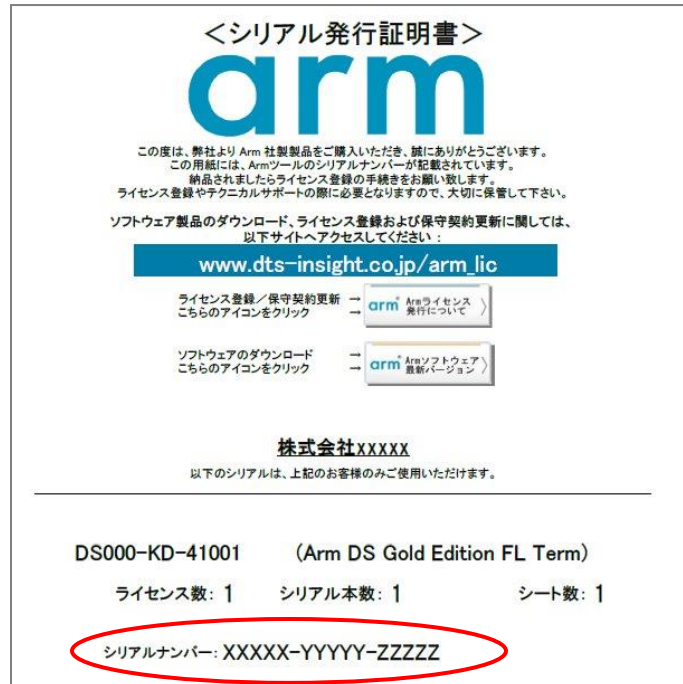 ＜シリアル発行証明書＞
arm
この度は、弊社より Arm 社製製品をご購入いただき、誠にありがとうございます。
この用紙には、Armツールのシリアルナンバーが記載されています。
納品されましたらライセンス登録の手続きをお願い致します。
ライセンス登録やテクニカルサポートの際に必要となりますので、大切に保管して下さい。
ソフトウェア製品のダウンロード、ライセンス登録および保守契約更新に関しては、
以下サイトへアクセスしてください：
www.dts-insight.co.jp/arm_lic
ライセンス登録／保守契約更新 →
こちらのアイコンをクリック →
arm Armライセンス
発行について 〉
ソフトウェアのダウンロード →
こちらのアイコンをクリック →
arm Armソフトウェア
最新バージョン 〉
株式会社xxxxx
以下のシリアルは、上記のお客様のみご使用いただけます。
DS000-KD-41001 (Arm DS Gold Edition FL Term)
ライセンス数: 1 シリアル本数: 1 シート数: 1
シリアルナンバー: XXXXX-YYYYY-ZZZZZ